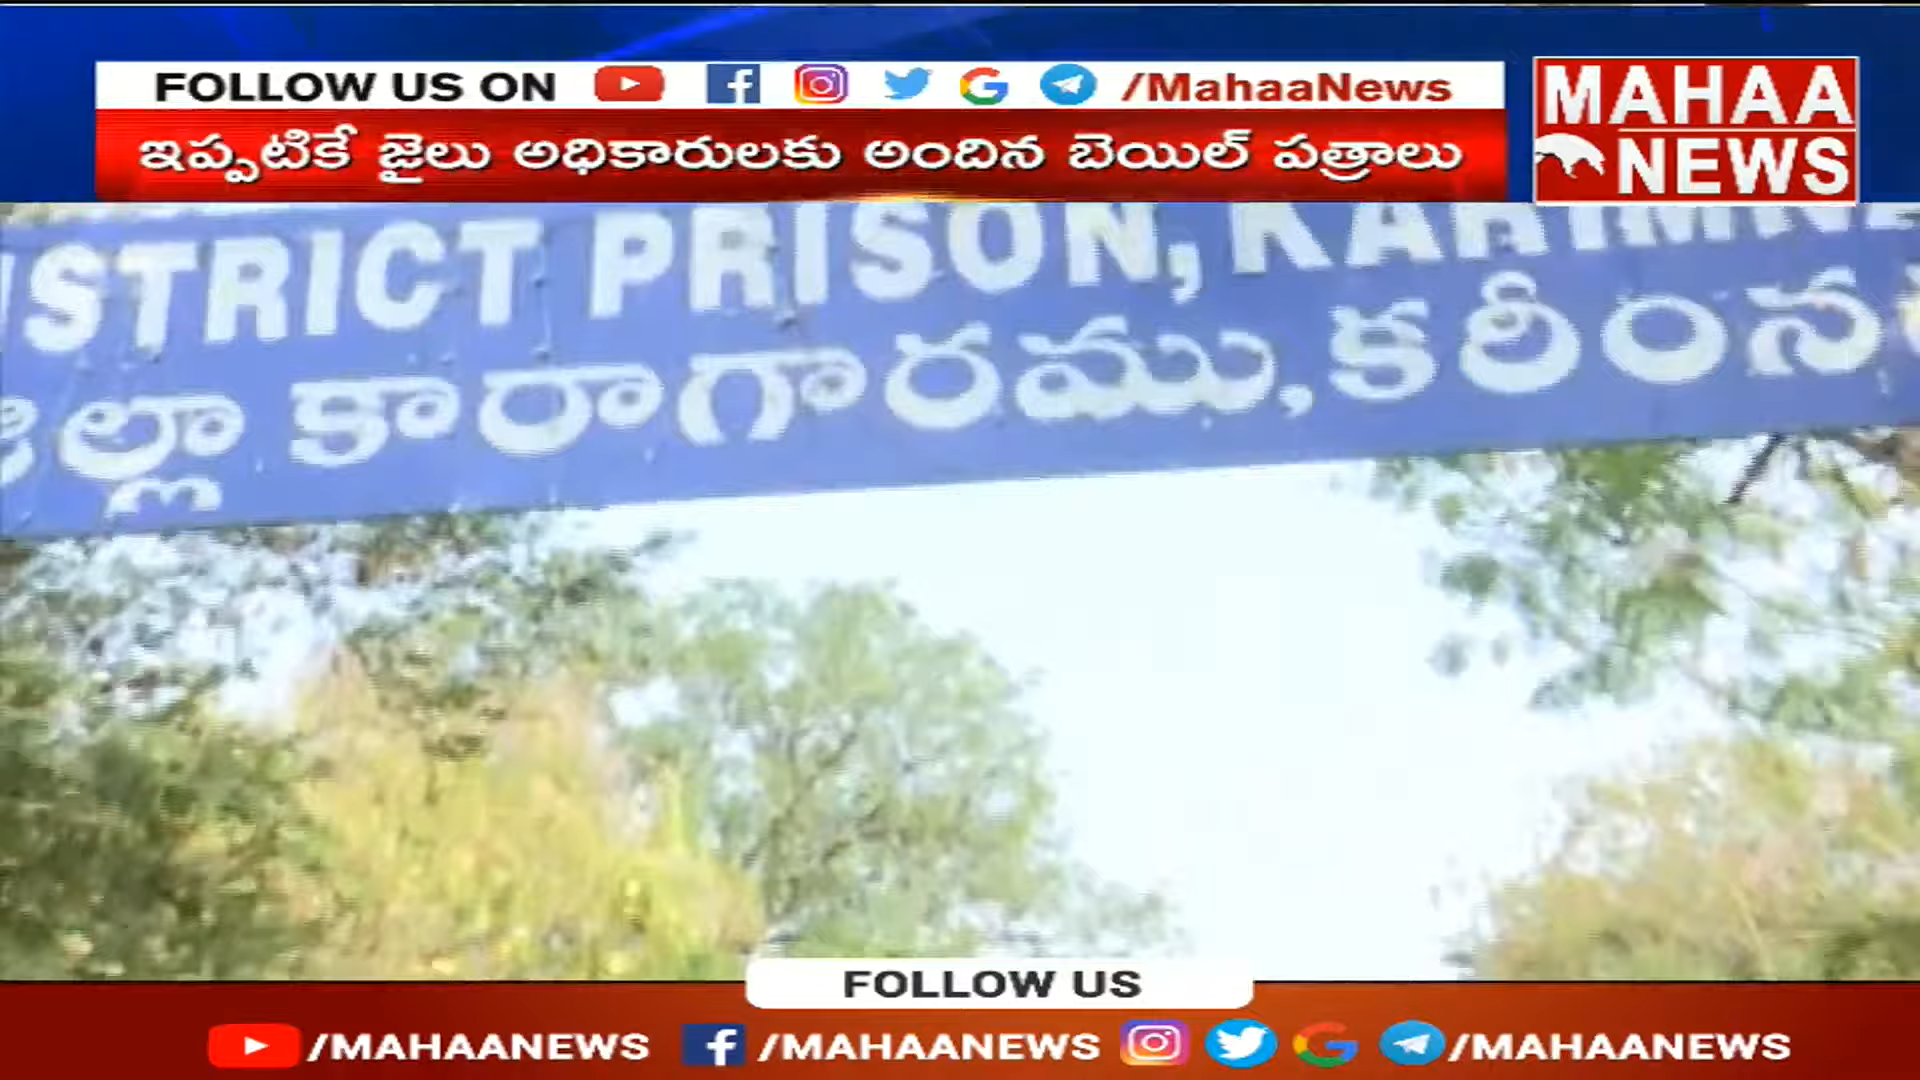 FOLLOW US ON /MahaaNews
MAHAA
NEWS
ఇప్పటికే జైలు అధికారులకు అందిన బెయిల్ పత్రాలు
STRICT PRISON,
కారాగారము,
FOLLOW US
/MAHAANEWS /MAHAANEWS /MAHAANEWS